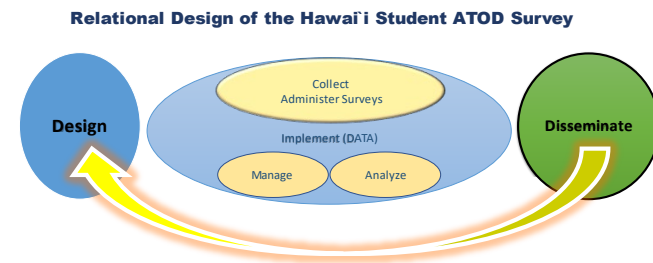 Relational Design of the Hawai`i Student ATOD Survey
Collect
Administer Surveys
Design
Implement (DATA)
Disseminate
Manage
Analyze